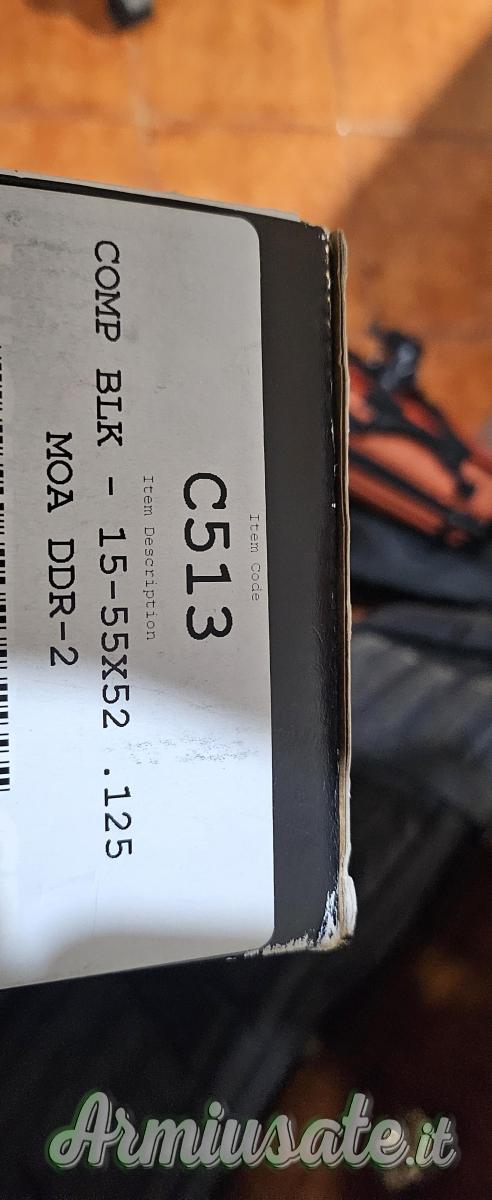 Item Code
C513
Item Description
COMP BLK - 15-55X52 .125
MOA DDR-2
Armiusate.it